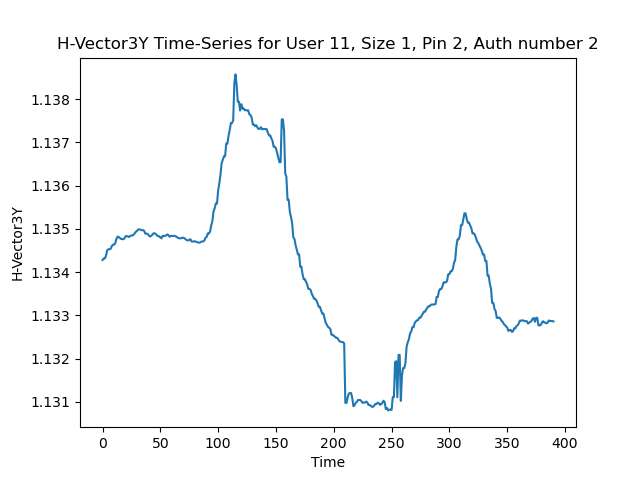 H-Vector3Y Time-Series for User 11, Size 1, Pin 2, Auth number 2
1.138
1.137
1.136
1.135
1.134
1.133
1.132
1.131
H-Vector3Y
0 50 100 150 200 250 300 350 400
Time